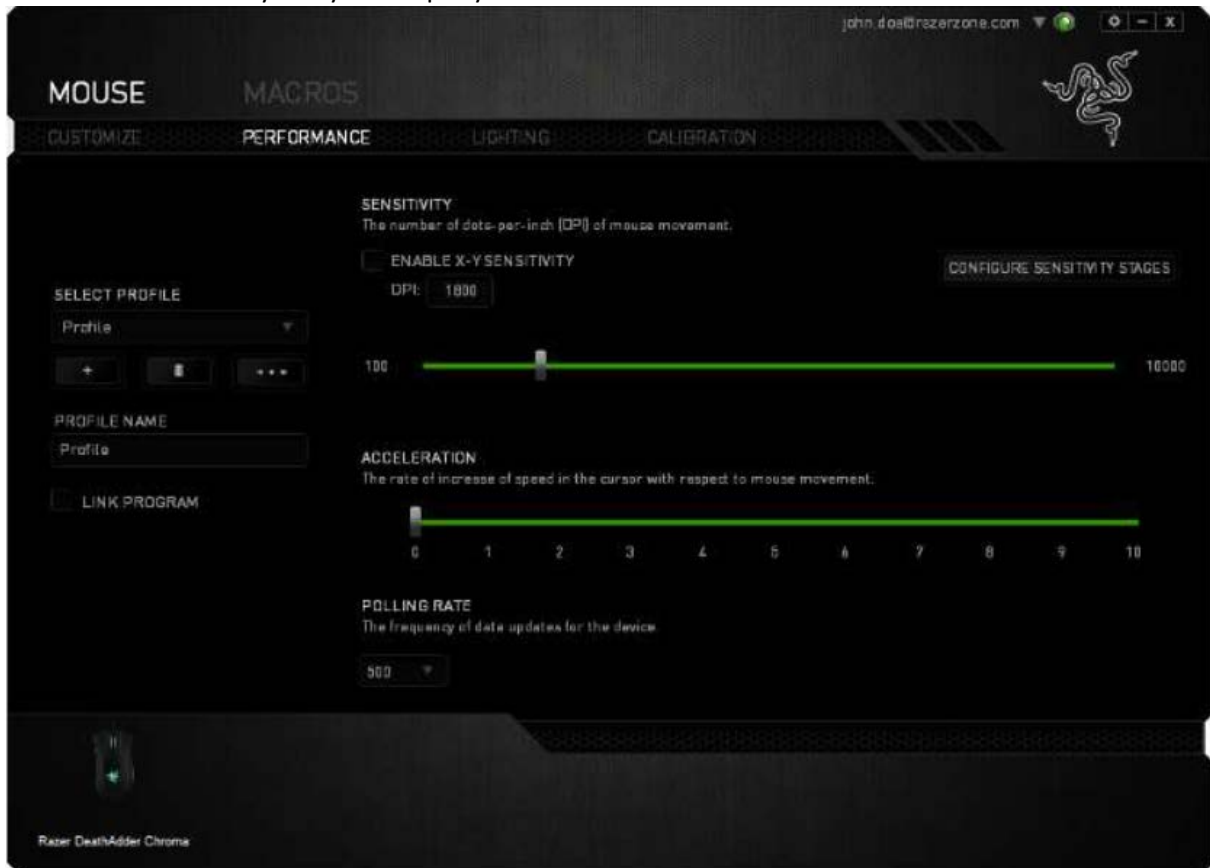 john.doe@razerzone.com
MOUSE MACROS
CUSTOMIZE PERFORMANCE LIGHTING CALIBRATION
SENSITIVITY
The number of dots-per-inch (DPI) of mouse movement.
ENABLE X-Y SENSITIVITY
CONFIGURE SENSITIVITY STAGES
DPI: 1800
SELECT PROFILE
Profile
100 10000
PROFILE NAME
Profile
ACCELERATION
The rate of increase of speed in the cursor with respect to mouse movement.
LINK PROGRAM
0 1 2 3 4 5 6 7 8 9 10
POLLING RATE
The frequency of data updates for the device.
500
Razer DeathAdder Chroma